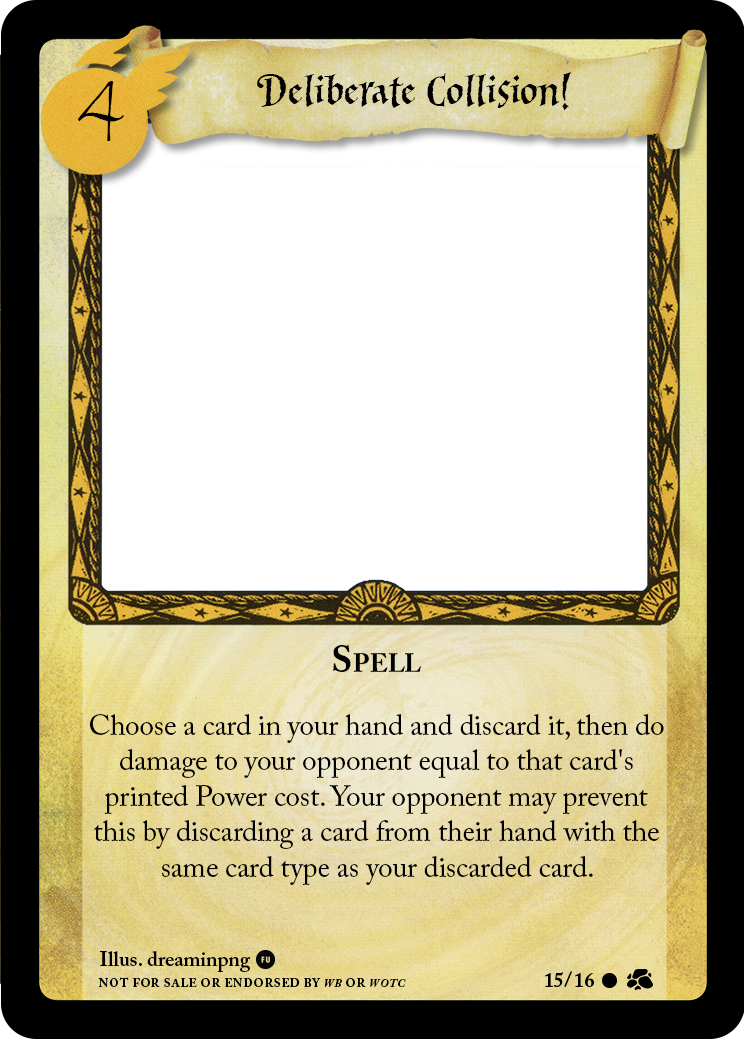 4
Deliberate Collision!
Spell
Choose a card in your hand and discard it, then do
damage to your opponent equal to that card's
printed Power cost. Your opponent may prevent
this by discarding a card from their hand with the
same card type as your discarded card.
Illus. dreaminpng FU
NOT FOR SALE OR ENDORSED BY WB OR WOTC
15/16